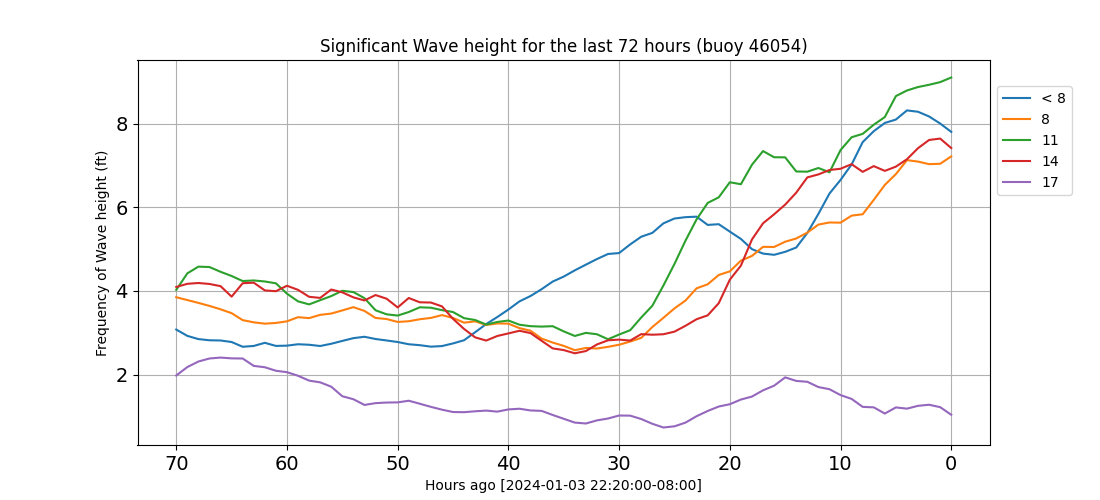 Significant Wave height for the last 72 hours (buoy 46054)
Frequency of Wave height (ft)
8
6
4
2
70 60 50 40 30 20 10 0
Hours ago [2024-01-03 22:20:00-08:00]
< 8
8
11
14
17